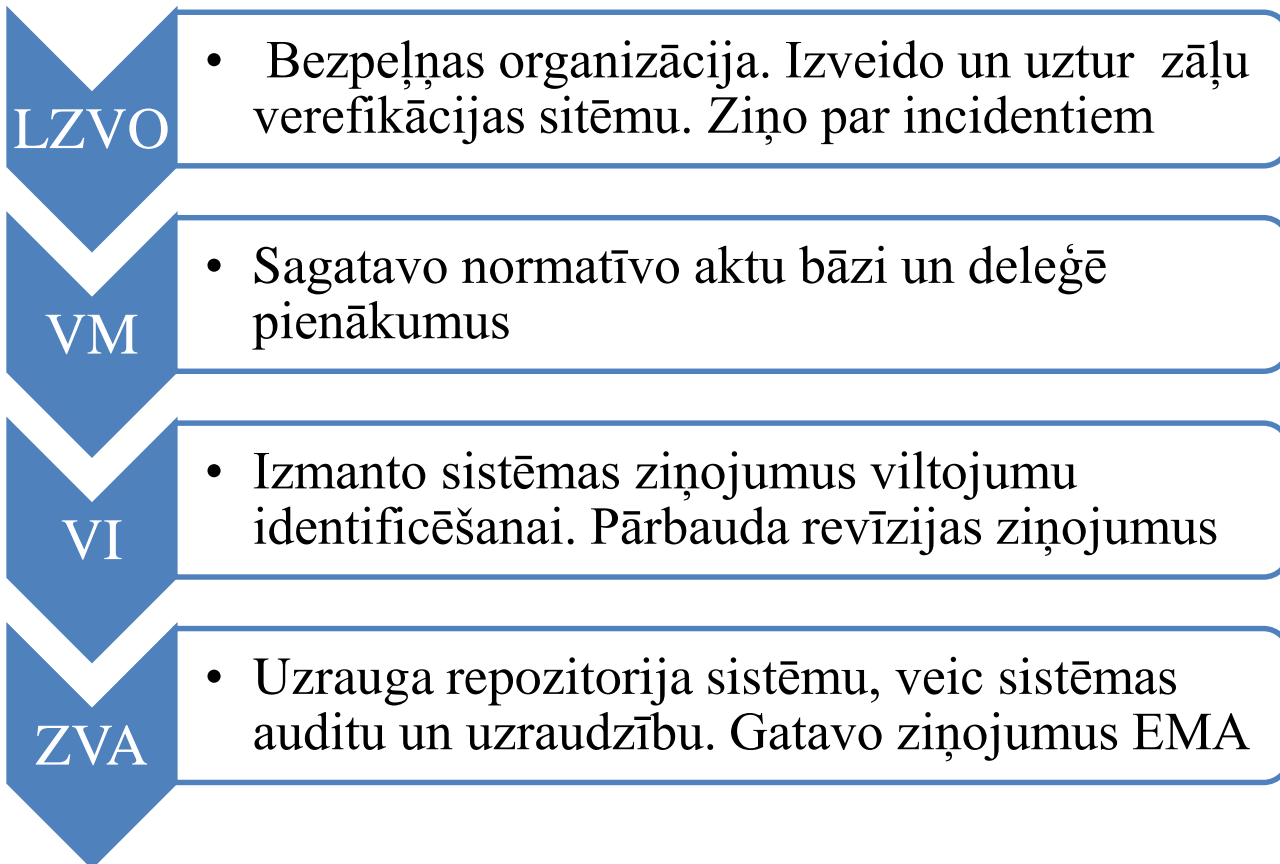 LZVO
• Bezpeļņas organizācija. Izveido un uztur zāļu
verefikācijas sitēmu. Ziņo par incidentiem
VM
• Sagatavo normatīvo aktu bāzi un deleģē
pienākumus
VI
• Izmanto sistēmas ziņojumus viltojumu
identificēšanai. Pārbauda revīzijas ziņojumus
ZVA
• Uzrauga repozitorija sistēmu, veic sistēmas
auditu un uzraudzību. Gatavo ziņojumus EMA